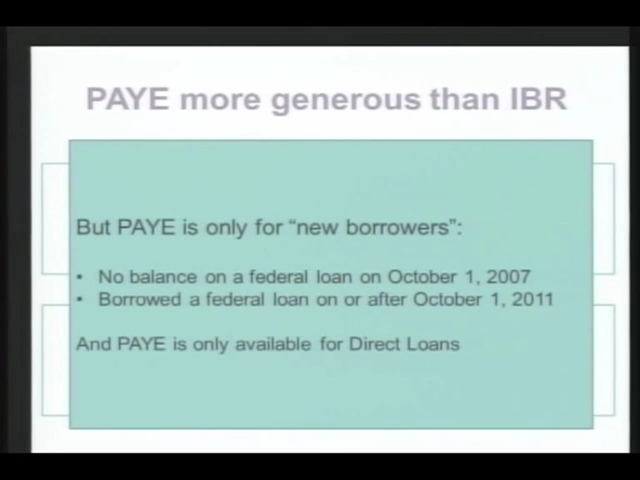 PAYE more generous than IBR
But PAYE is only for “new borrowers”:
• No balance on a federal loan on October 1, 2007
• Borrowed a federal loan on or after October 1, 2011
And PAYE is only available for Direct Loans